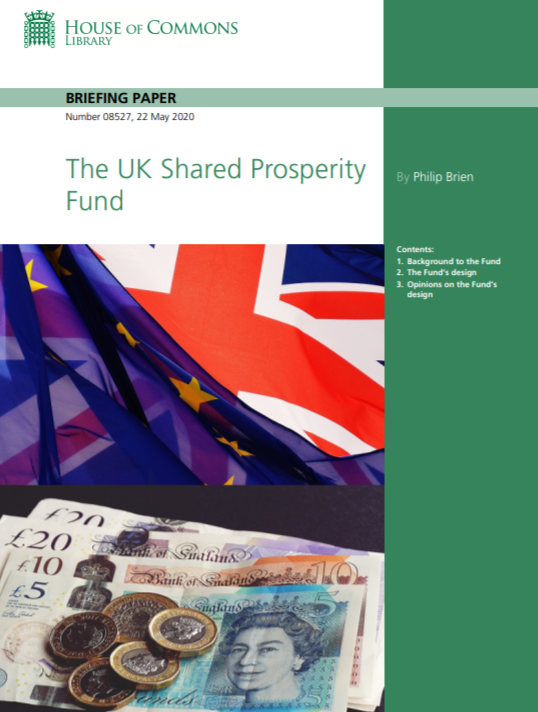 HOUSE OF COMMONS
LIBRARY
BRIEFING PAPER
Number 08527, 22 May 2020
The UK Shared Prosperity
Fund
By Philip Brien
Contents:
1. Background to the Fund
2. The Fund's design
3. Opinions on the Fund's
design
£20
£20
£10
£5
Bank of England
Bank of England
10
England
5